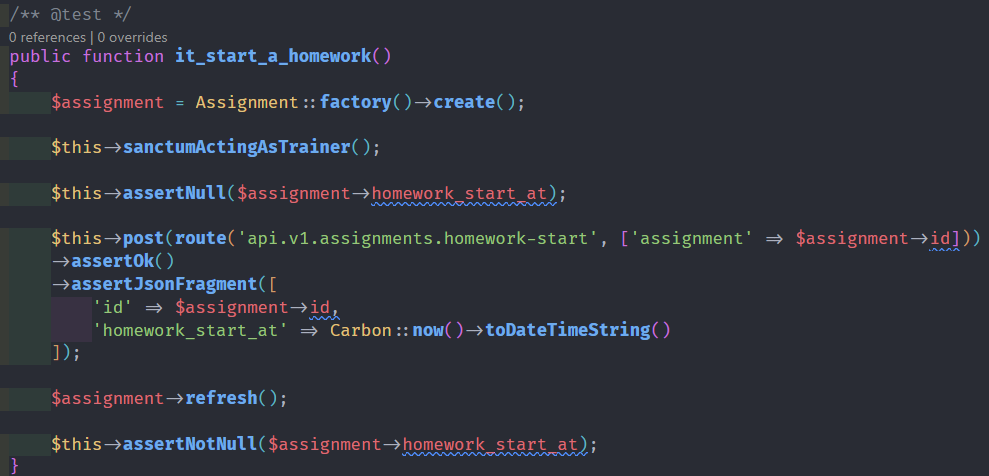 /** @test */
0 references | 0 overrides
public function it_start_a_homework()
{
$assignment = Assignment::factory()->create();
$this->sanctumActingAsTrainer();
$this->assertNull($assignment->homework_start_at);
$this->post(route('api.v1.assignments.homework-start', ['assignment' => $assignment->id]))
->assertOk()
->assertJsonFragment([
'id' => $assignment->id,
'homework_start_at' => Carbon::now()->toDateTimeString()
]);
$assignment->refresh();
$this->assertNotNull($assignment->homework_start_at);
}